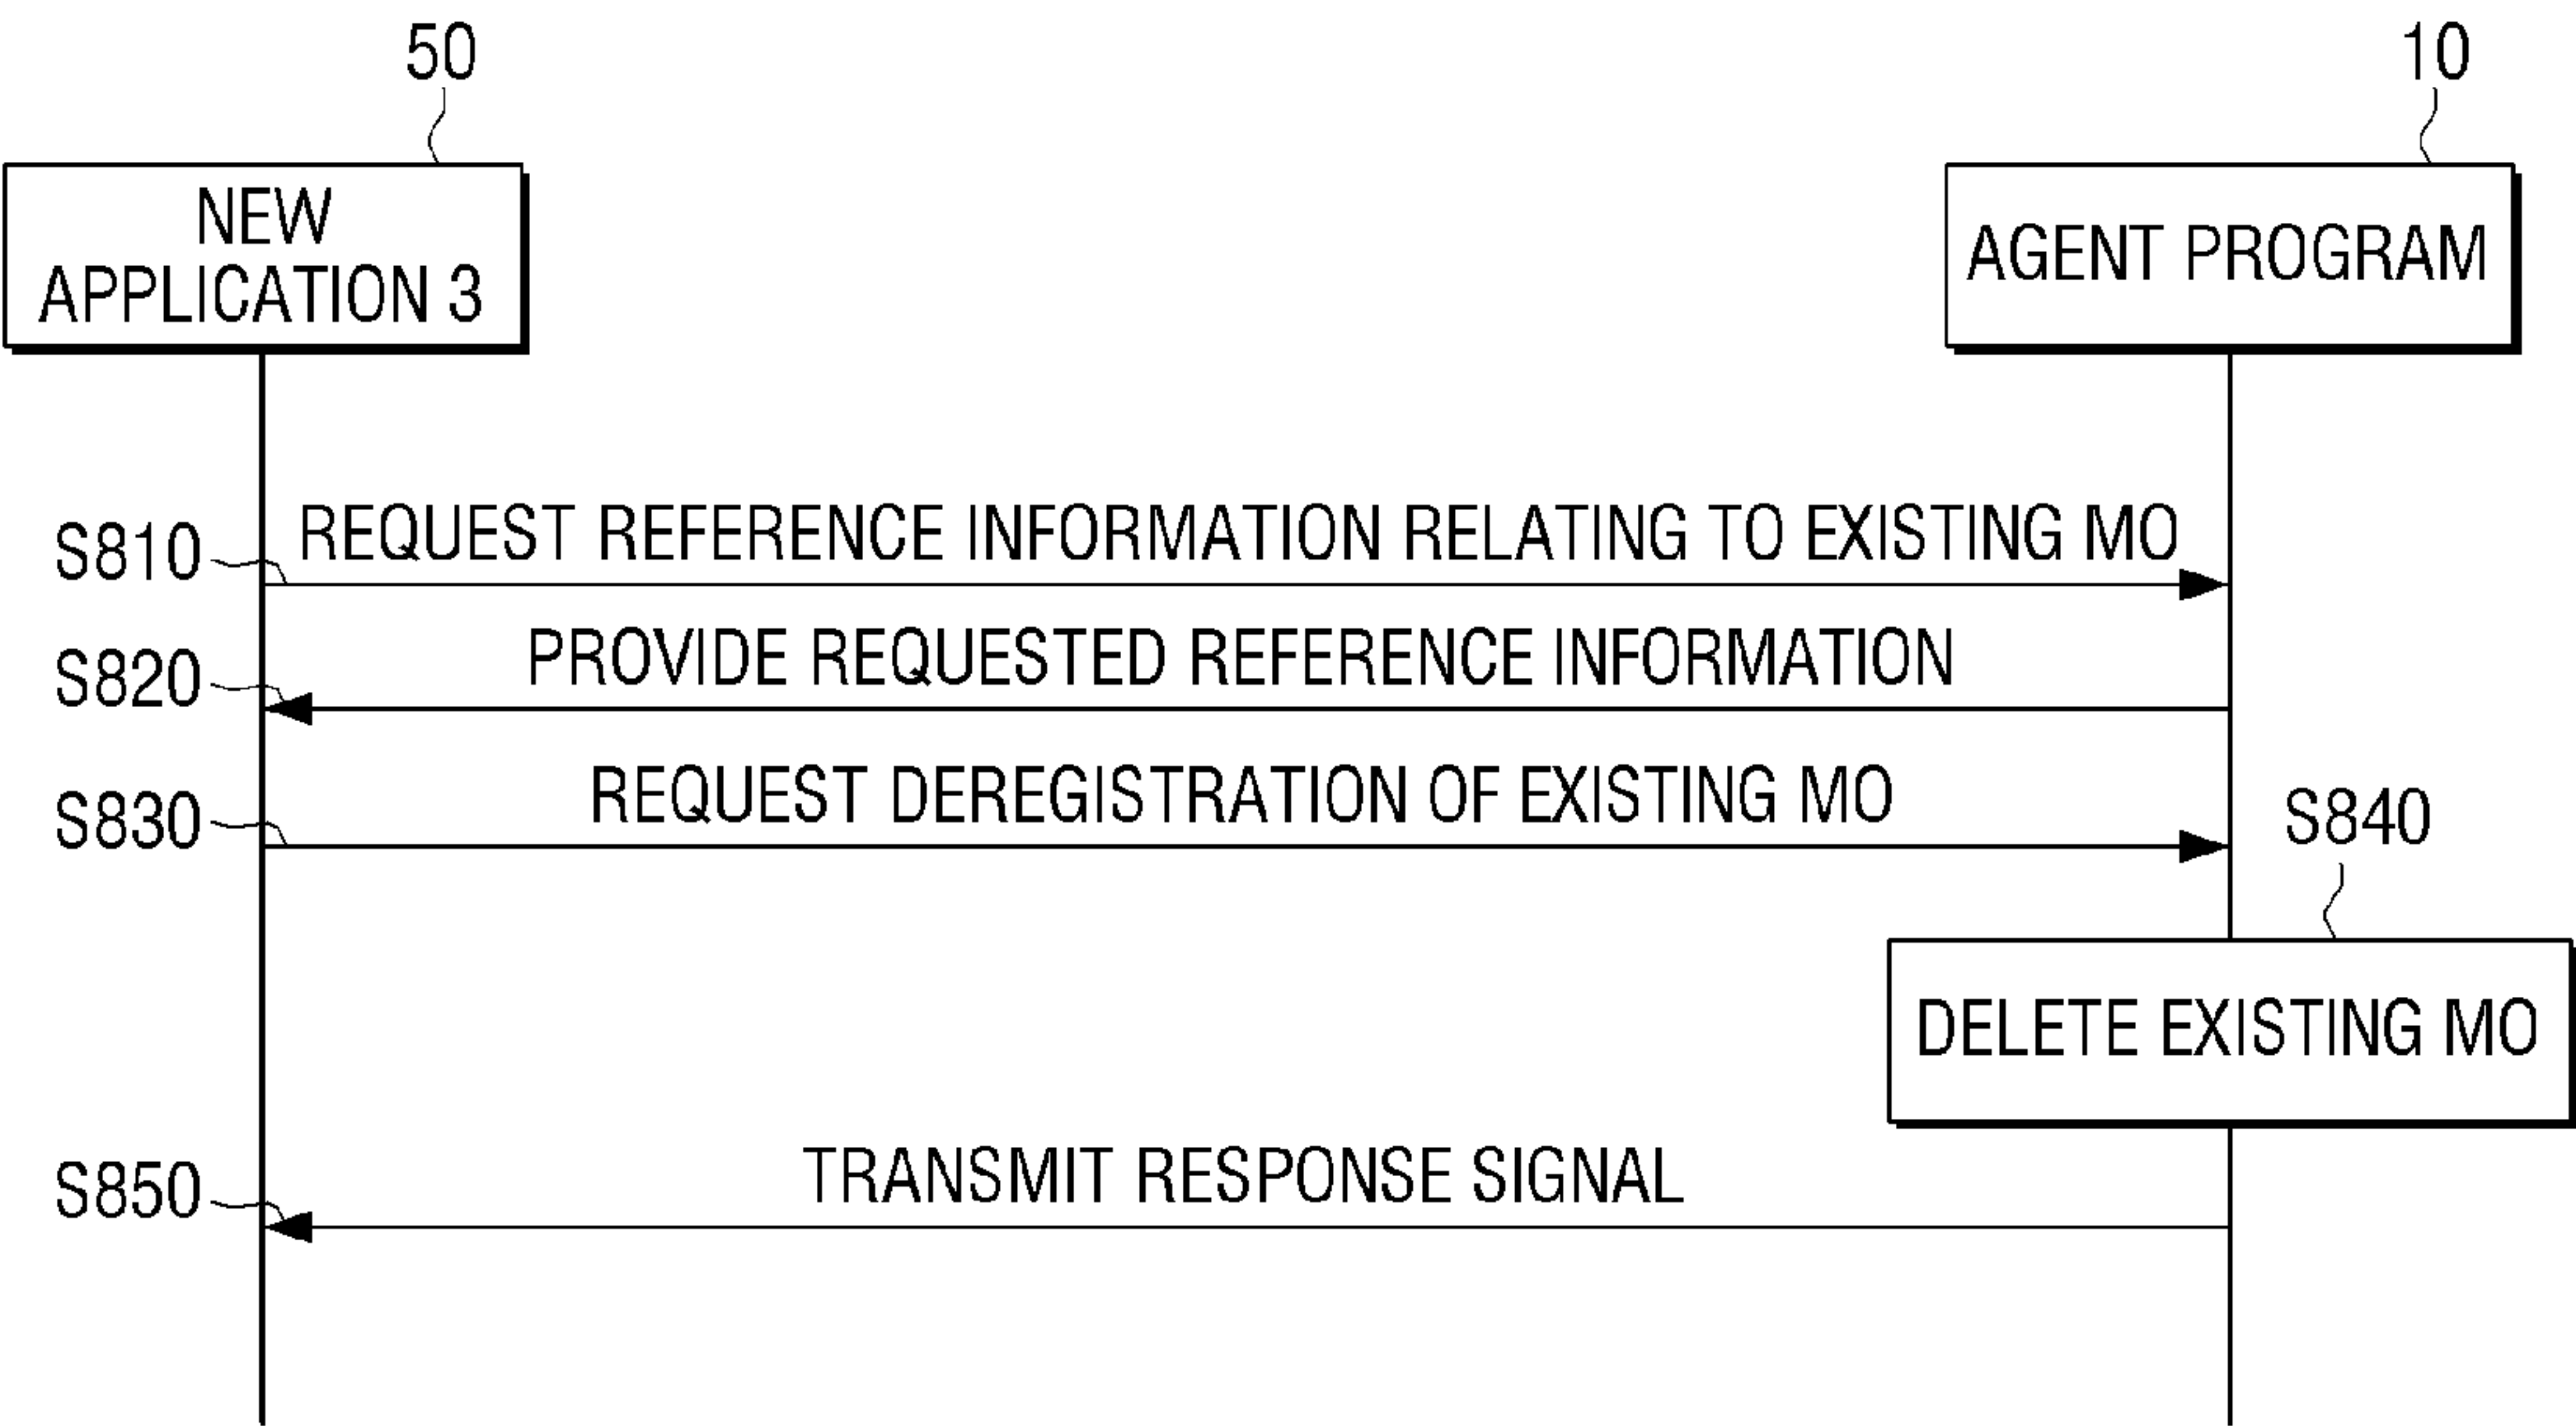 50
10
NEW
APPLICATION 3
AGENT PROGRAM
S810
REQUEST REFERENCE INFORMATION RELATING TO EXISTING MO
S820
PROVIDE REQUESTED REFERENCE INFORMATION
S830
REQUEST DEREGISTRATION OF EXISTING MO
S840
DELETE EXISTING MO
S850
TRANSMIT RESPONSE SIGNAL